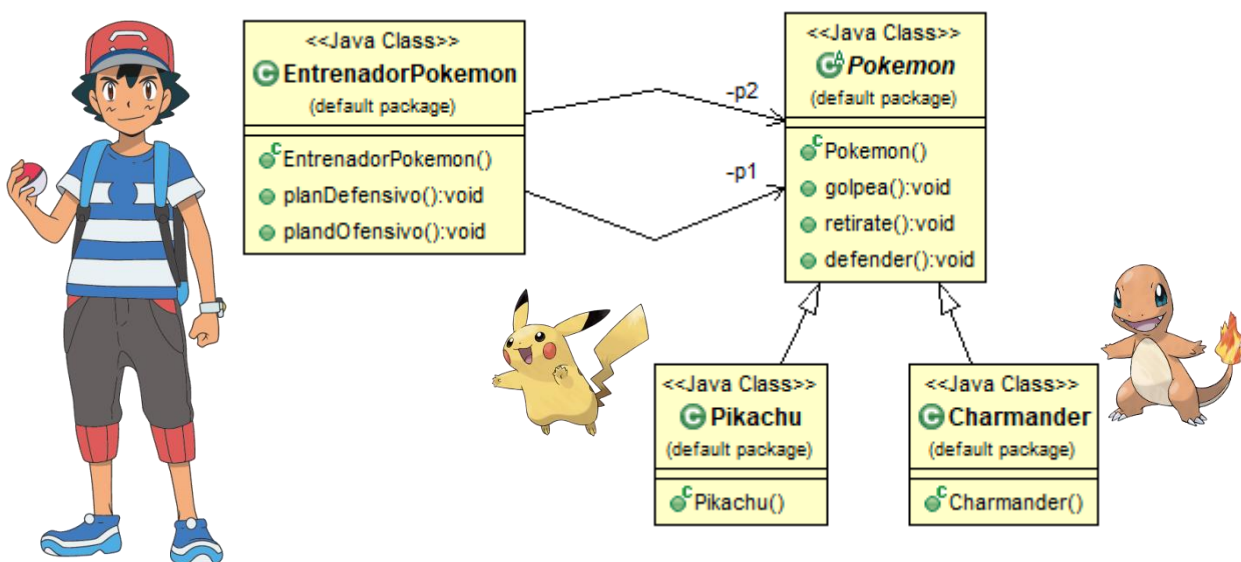 <<Java Class>>
EntrenadorPokemon
(default package)
EntrenadorPokemon()
planDefensivo():void
plandOfensivo():void
-p2
-p1
<<Java Class>>
Pokemon
(default package)
Pokemon()
golpea():void
retirate():void
defender():void
<<Java Class>>
Pikachu
(default package)
Pikachu()
<<Java Class>>
Charmander
(default package)
Charmander()